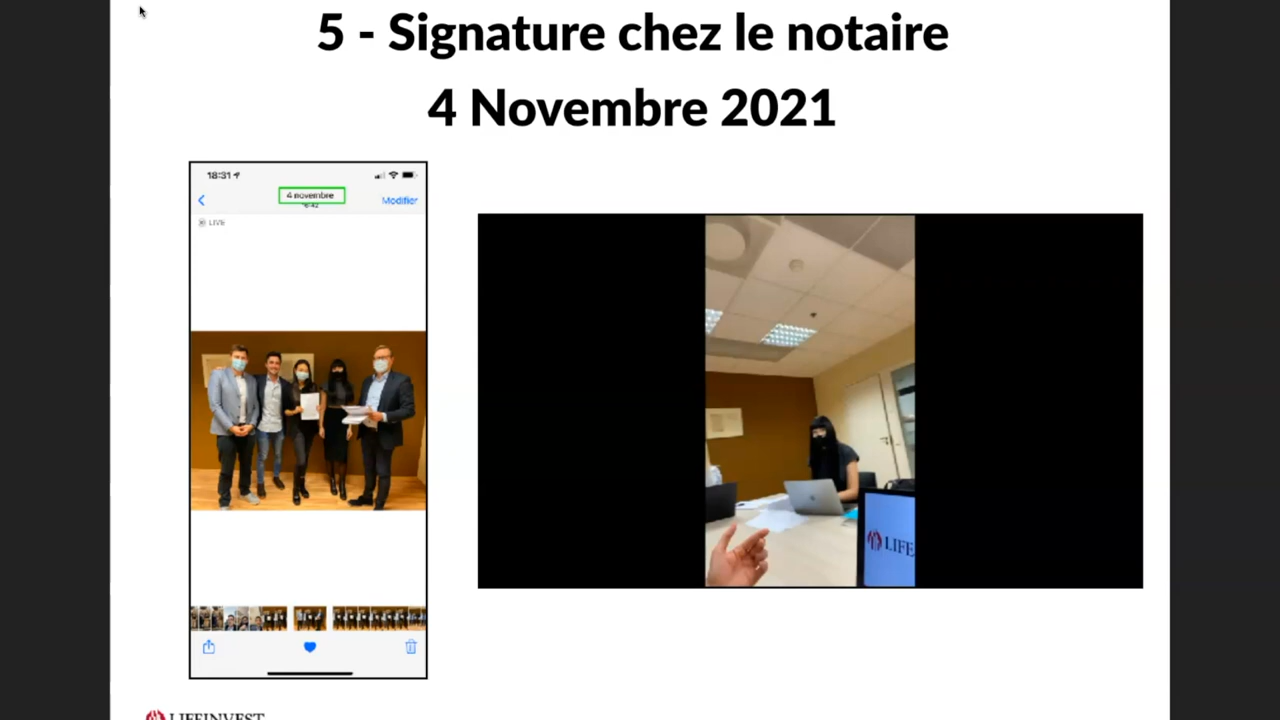 5 - Signature chez le notaire
4 Novembre 2021
18:31
4 novembre
Modifier
LIVE
LIFE
LIFEINVEST